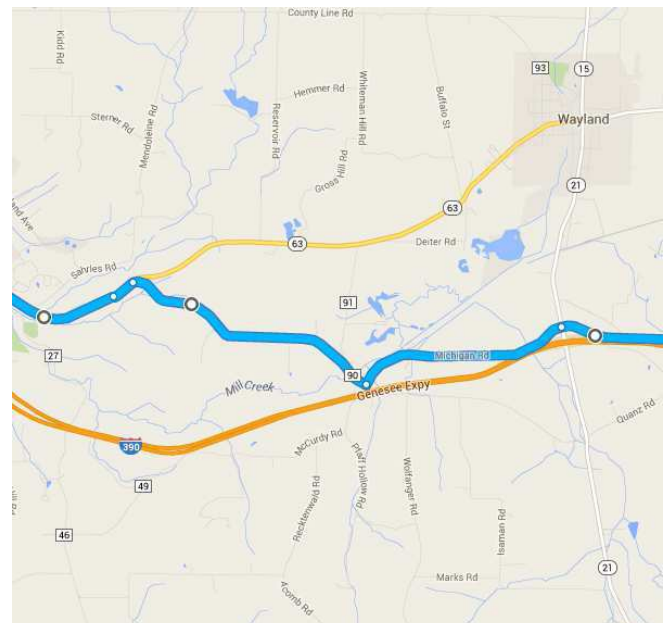 County Line Rd
Kidd Rd
93
15
Hemmer Rd
Whiteman Hill Rd
Buffalo St
Reservoir Rd
Mendoleine Rd
Sterner Rd
Wayland
Gross Hill Rd
21
63
land Ave
63
Deiter Rd
Sahrles Rd
91
27
Michigan Rd
90
Mill Creek
Genesee Expy
Quanz Rd
McCurdy Rd
390
Pfaff Hollow Rd
Wolfanger Rd
49
Recktenwald Rd
Isaman Rd
46
21
Marks Rd
Acomb Rd